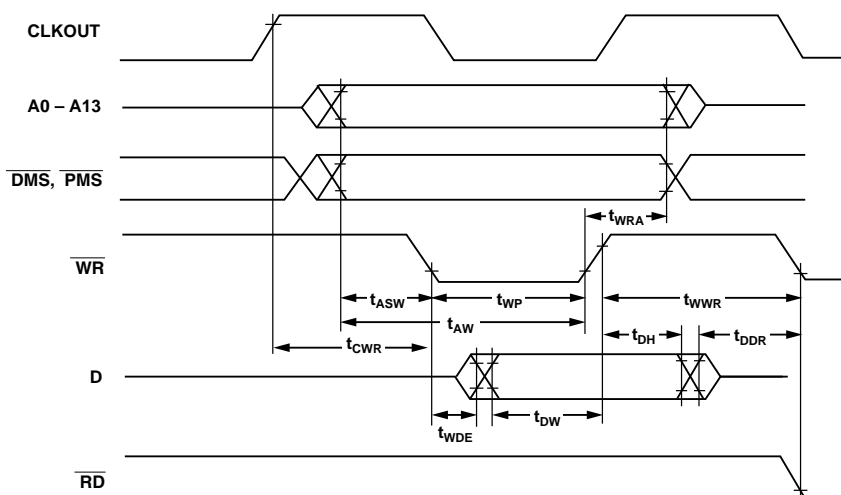 CLKOUT
A0 – A13
DMS, PMS
tWRA
WR
tASW
tWP
tWWR
tAW
tDH
tDDR
tCWR
D
tWDE
tDW
RD